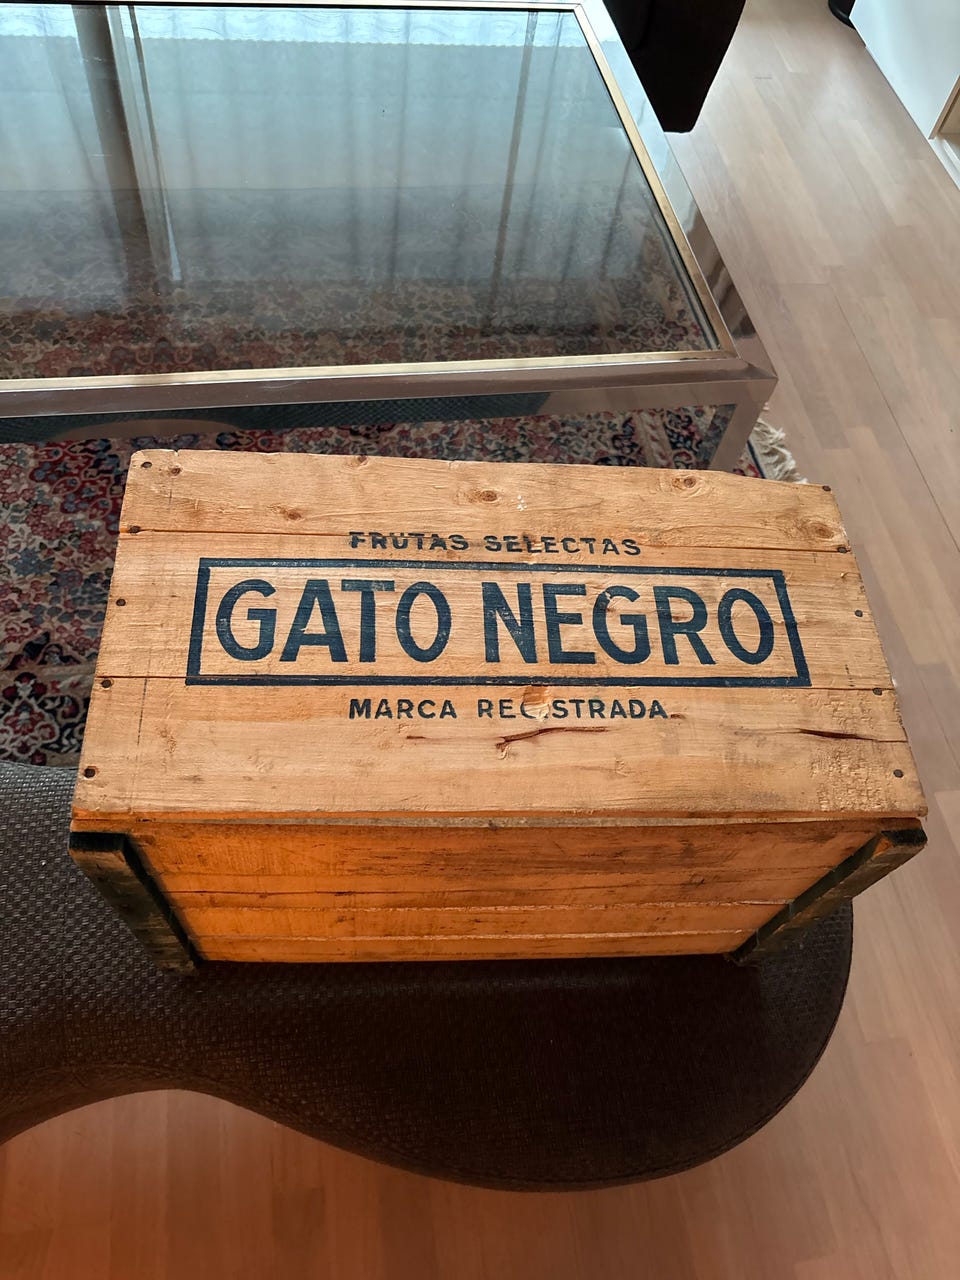 FRUTAS SELECTAS
GATO NEGRO
MARCA REGISTRADA